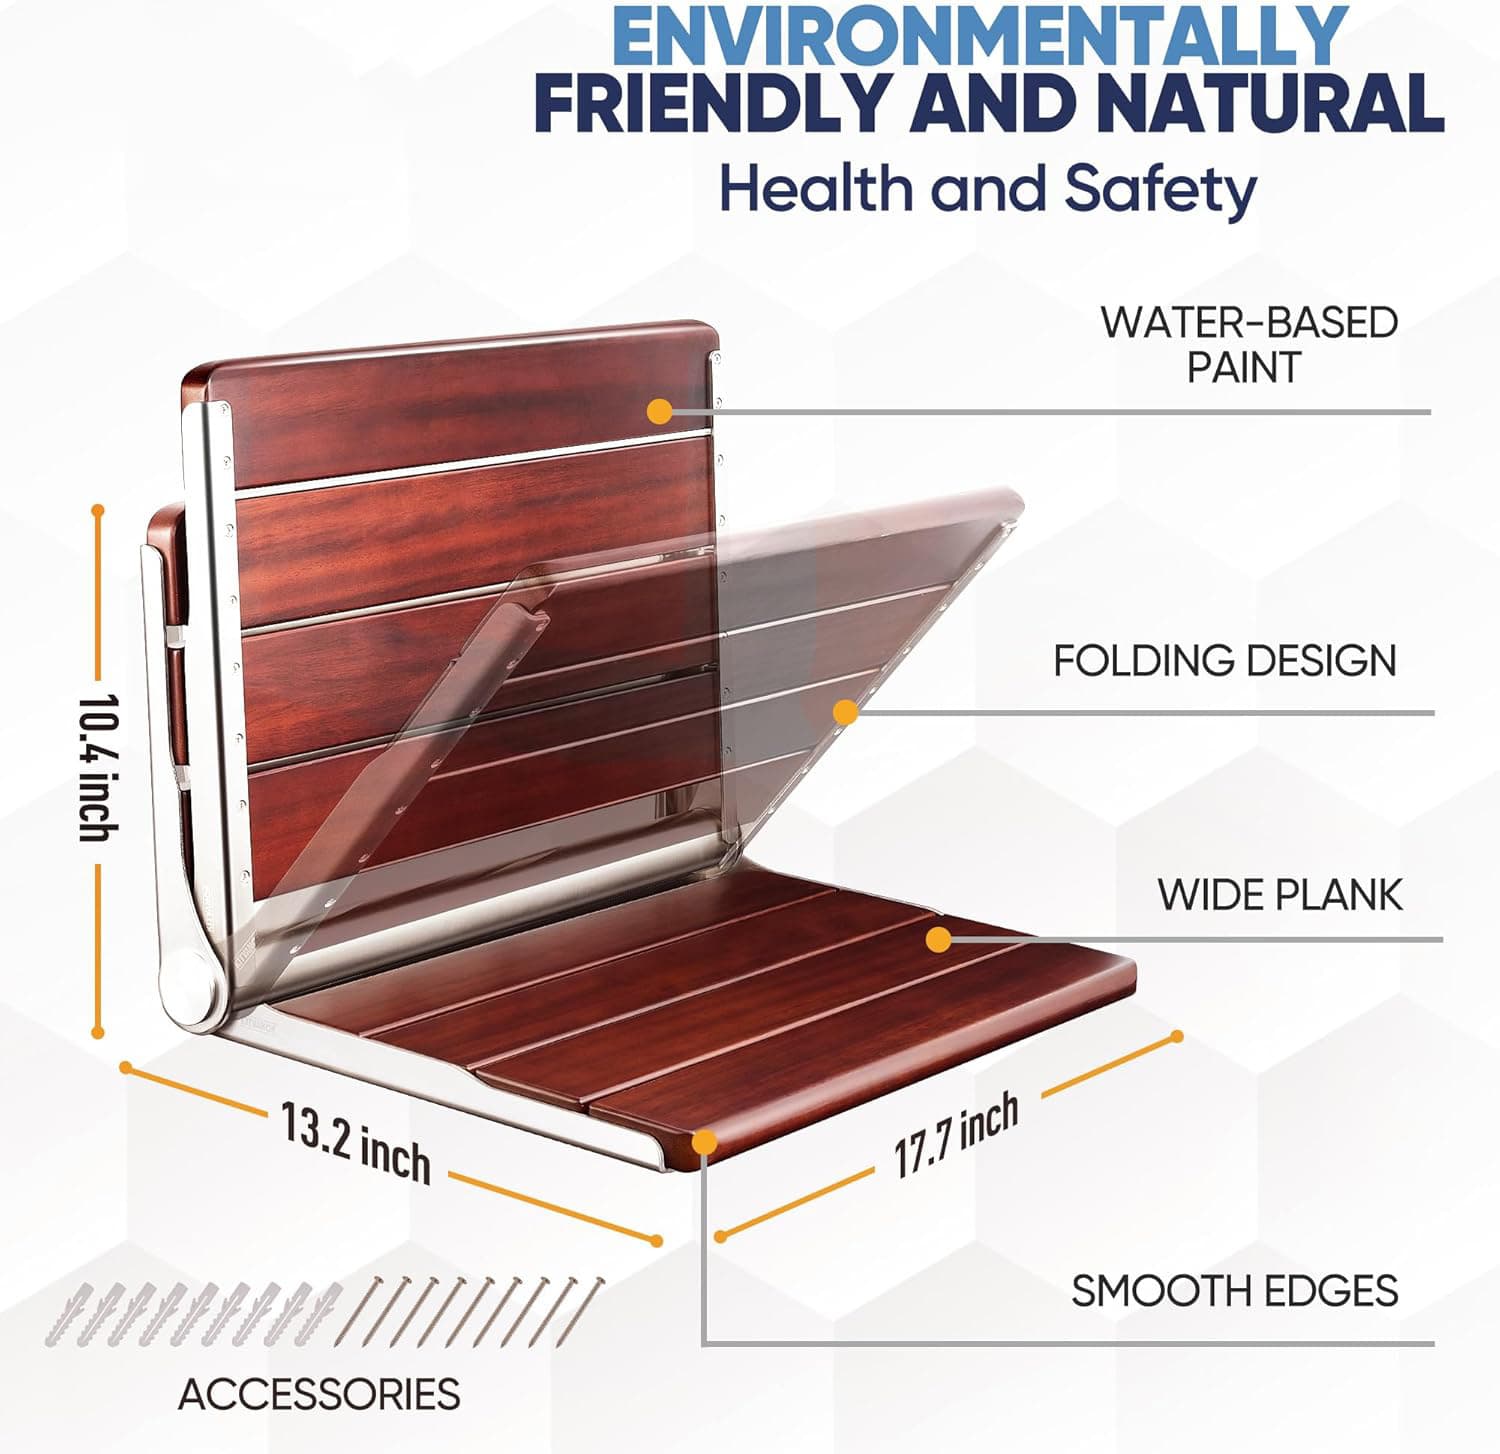 ENVIRONMENTALLY
FRIENDLY AND NATURAL
Health and Safety
WATER-BASED
PAINT
FOLDING DESIGN
10.4 inch
WIDE PLANK
13.2 inch
17.7 inch
SMOOTH EDGES
ACCESSORIES